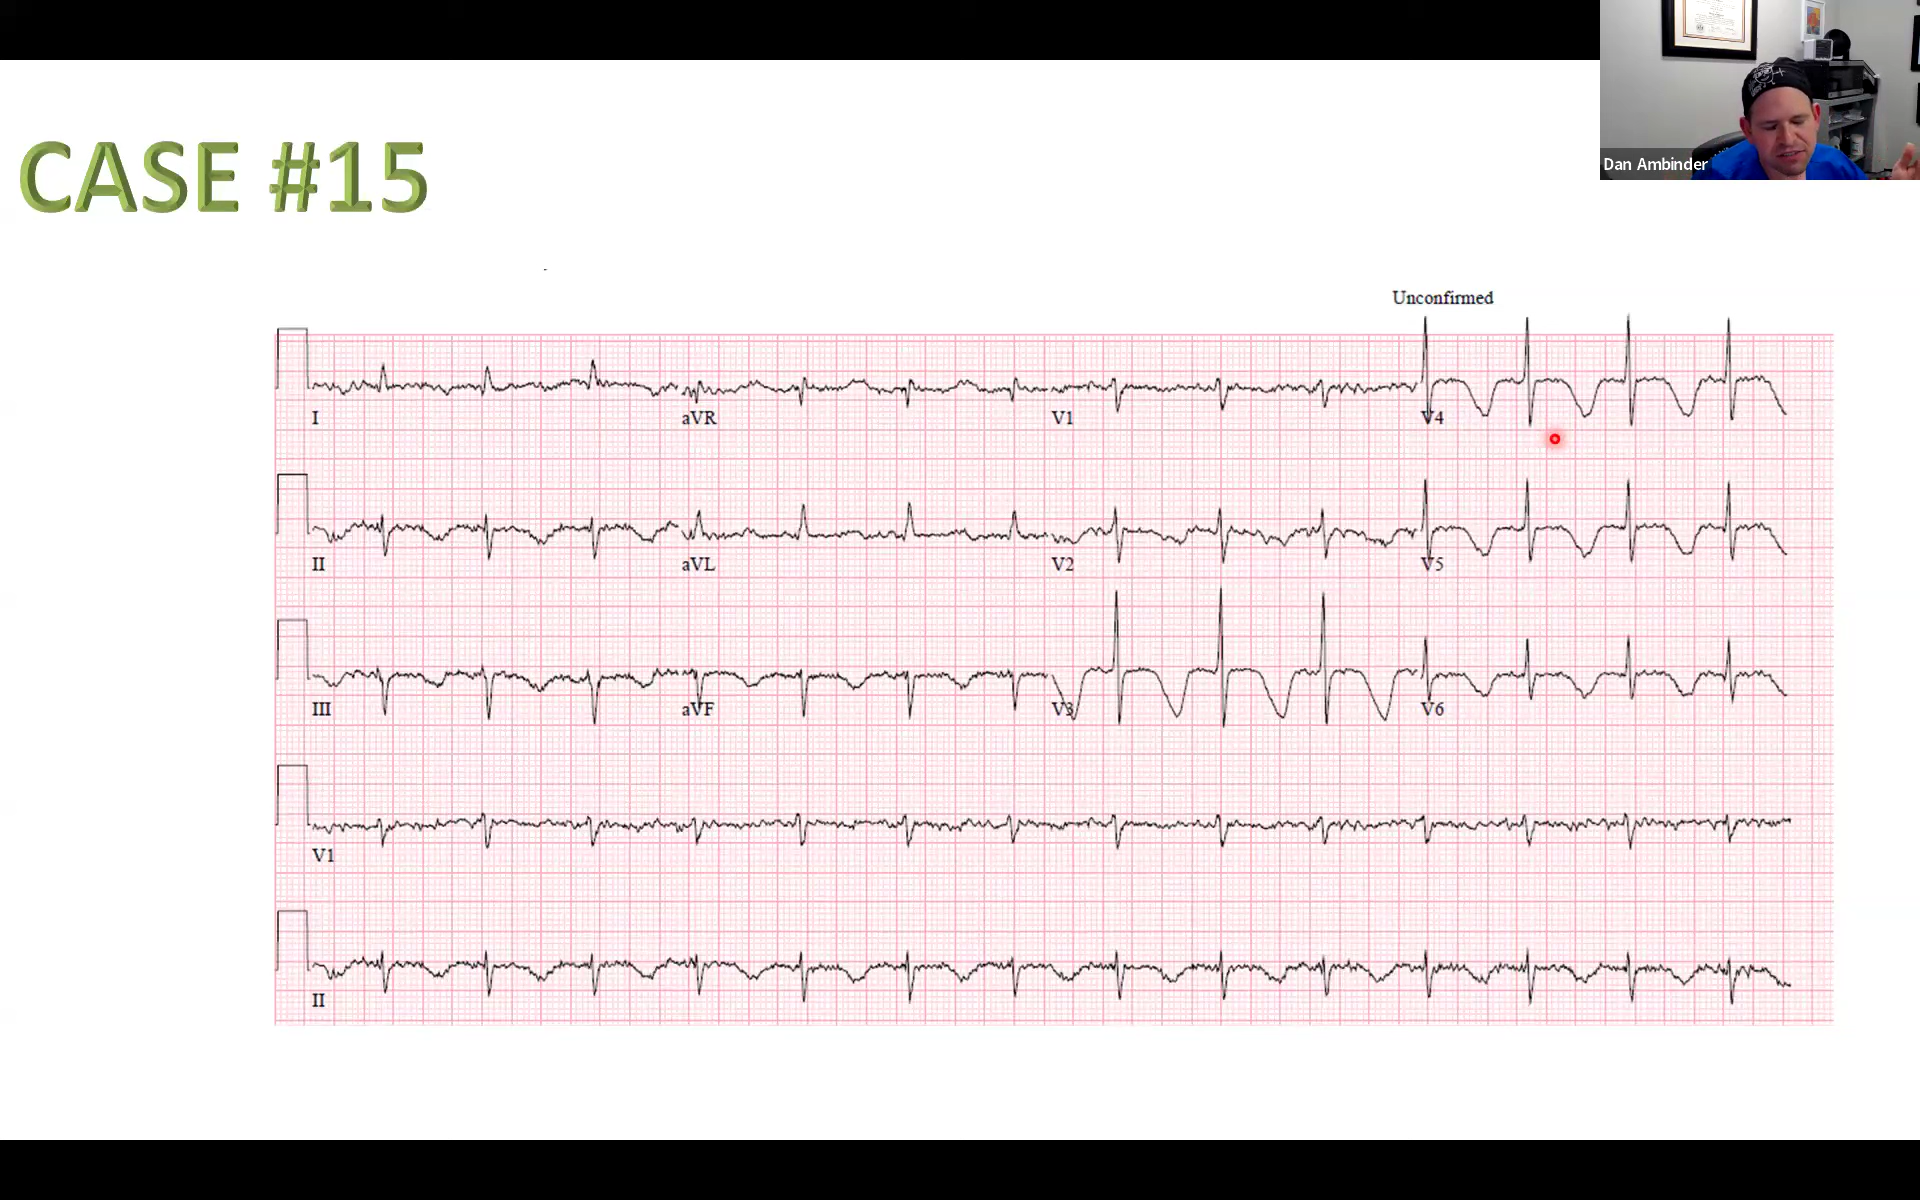 Dan Ambinder
CASE #15
Unconfirmed
I aVR V1 V4
II aVL V2 V5
III aVF V3 V6
V1
II